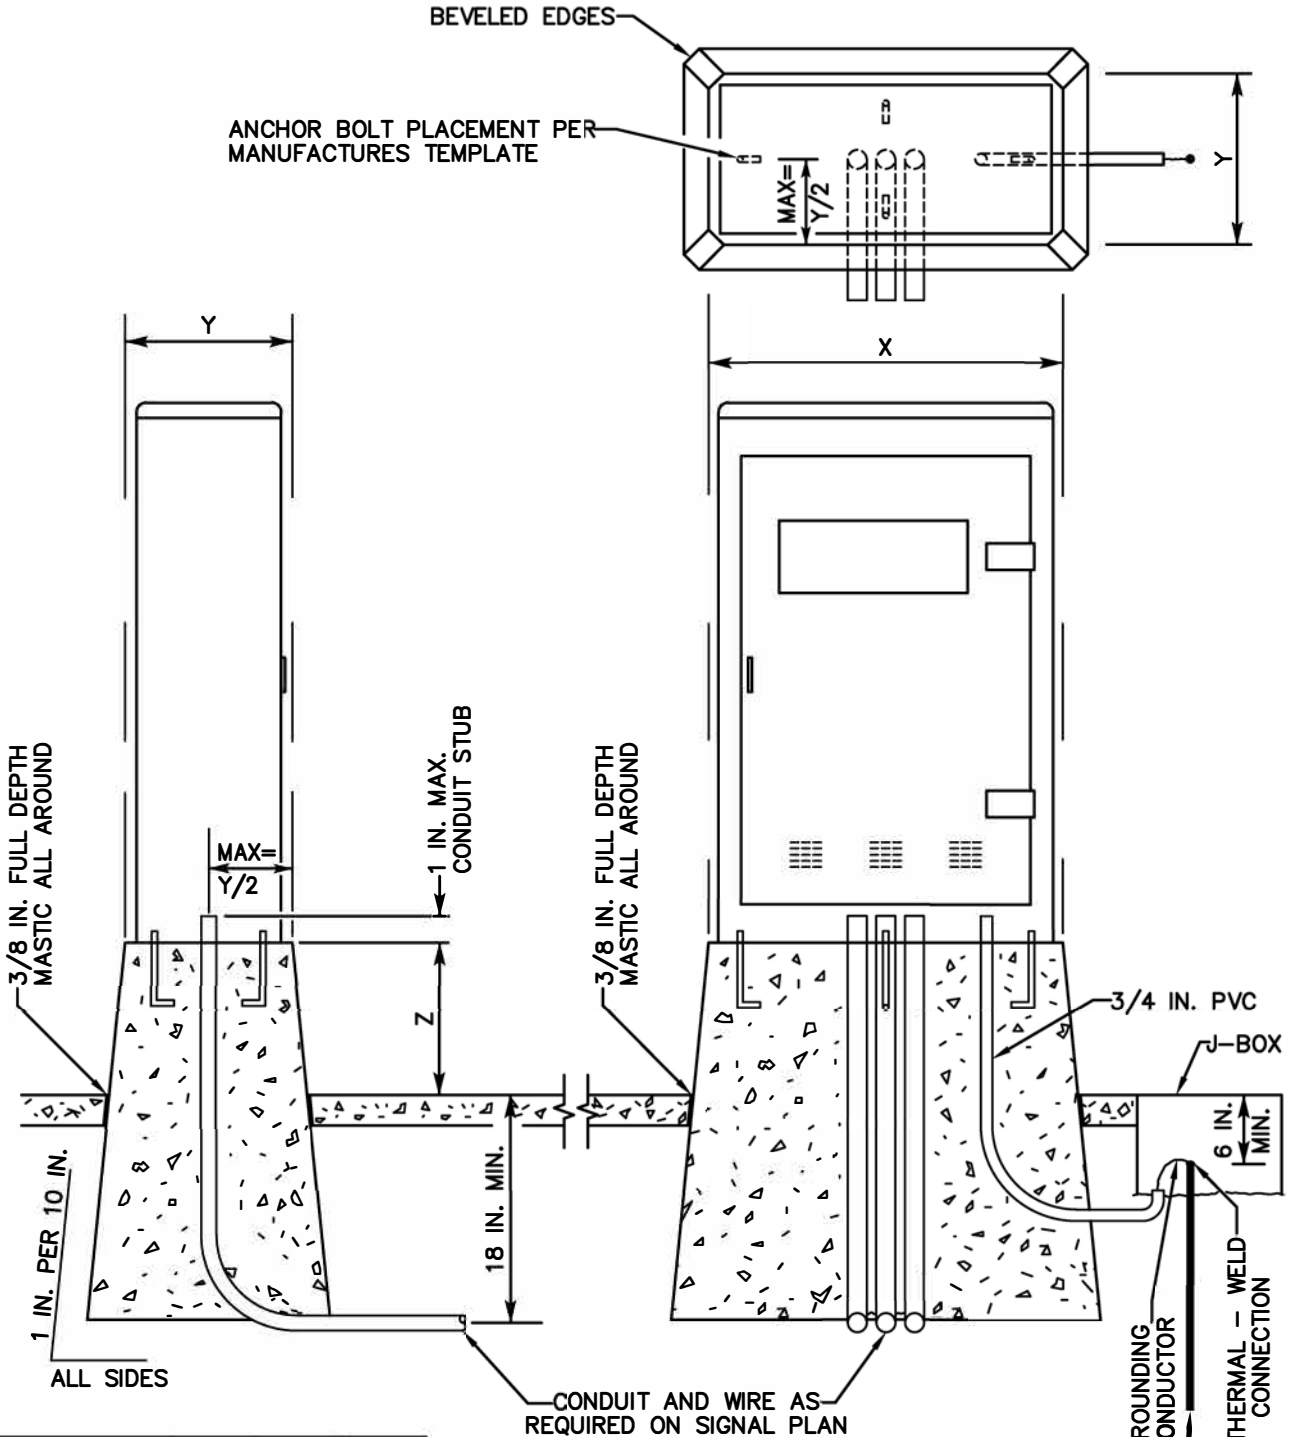 BEVELED EDGES
ANCHOR BOLT PLACEMENT PER
MANUFACTURES TEMPLATE
MAX=
Y/2
Y
Y
X
3/8 IN. FULL DEPTH
MASTIC ALL AROUND
MAX=
Y/2
1 IN. MAX.
CONDUIT STUB
3/8 IN. FULL DEPTH
MASTIC ALL AROUND
Z
3/4 IN. PVC
J-BOX
6 IN.
MIN.
18 IN. MIN.
1 IN. PER 10 IN.
ALL SIDES
CONDUIT AND WIRE AS
REQUIRED ON SIGNAL PLAN
ROUNDING
ONDUCTOR
THERMAL - WELD
CONNECTION